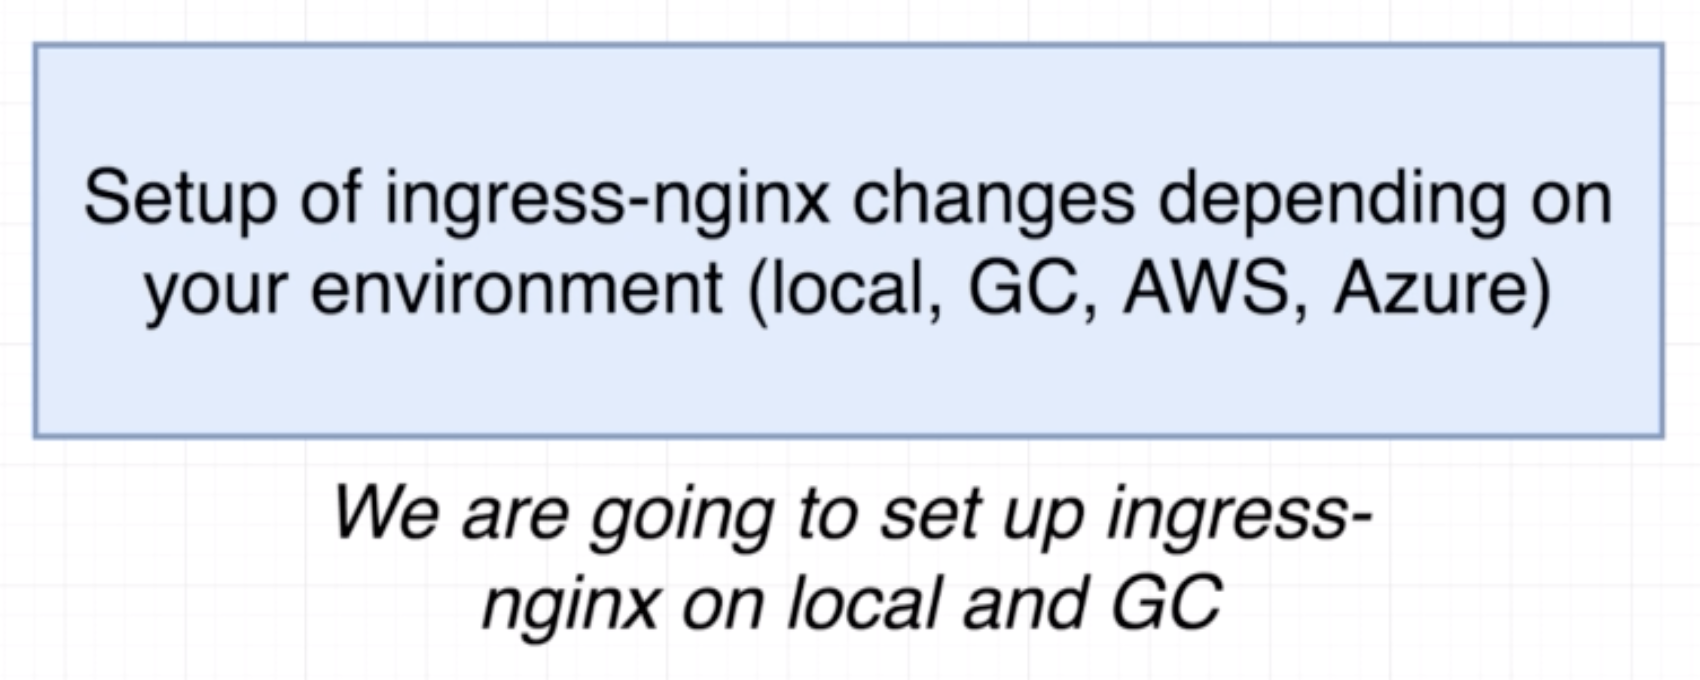 Setup of ingress-nginx changes depending on
your environment (local, GC, AWS, Azure)
We are going to set up ingress-
nginx on local and GC